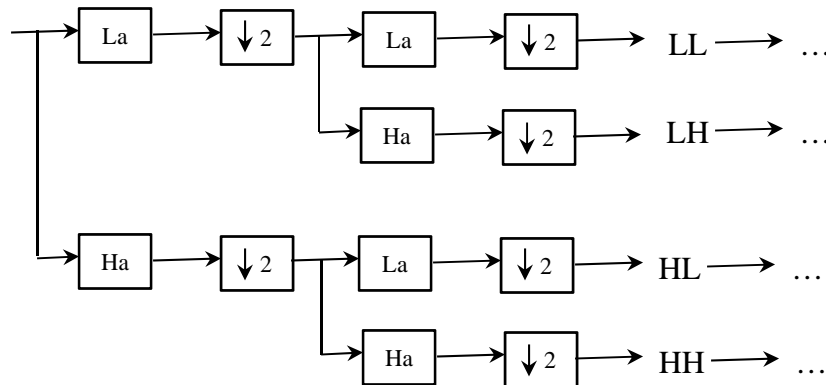 La ↓ 2 La ↓ 2 LL …
Ha ↓ 2 LH …
Ha ↓ 2 La ↓ 2 HL …
Ha ↓ 2 HH …